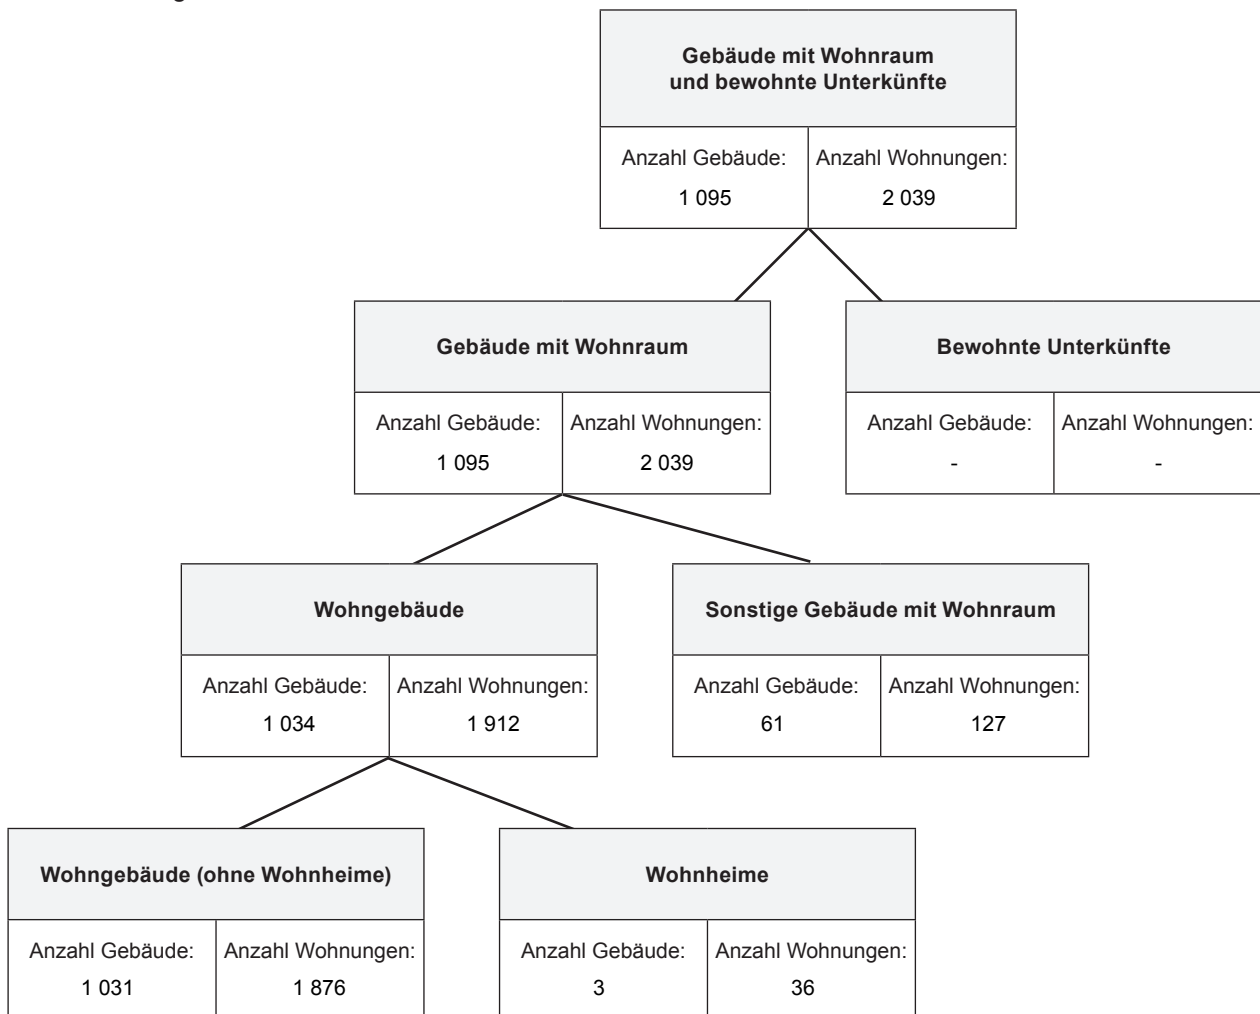 Gebäude mit Wohnraum
und bewohnte Unterkünfte
Anzahl Gebäude: Anzahl Wohnungen:
1 095 2 039
Gebäude mit Wohnraum Bewohnte Unterkünfte
Anzahl Gebäude: Anzahl Wohnungen: Anzahl Gebäude: Anzahl Wohnungen:
1 095 2 039 - -
Wohngebäude Sonstige Gebäude mit Wohnraum
Anzahl Gebäude: Anzahl Wohnungen: Anzahl Gebäude: Anzahl Wohnungen:
1 034 1 912 61 127
Wohngebäude (ohne Wohnheime) Wohnheime
Anzahl Gebäude: Anzahl Wohnungen: Anzahl Gebäude: Anzahl Wohnungen:
1 031 1 876 3 36